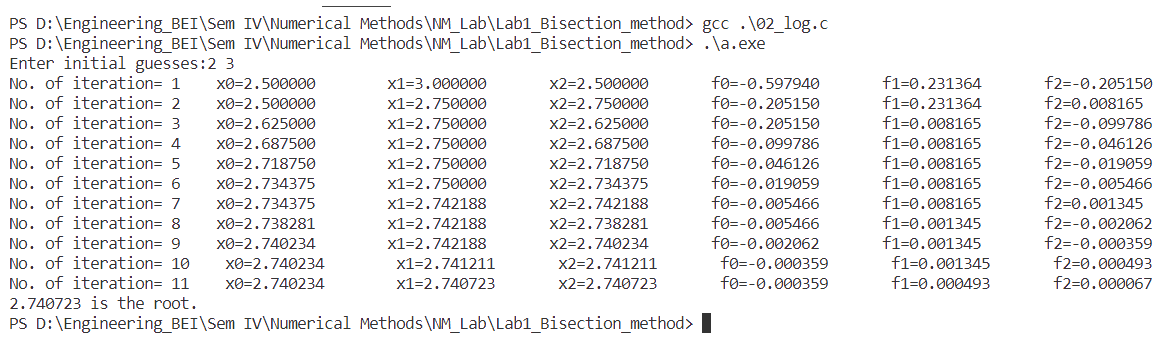 PS D:\Engineering_BEI\Sem IV\Numerical Methods\NM_Lab\Lab1_Bisection_method> gcc .\02_log.c
PS D:\Engineering_BEI\Sem IV\Numerical Methods\NM_Lab\Lab1_Bisection_method> .\a.exe
Enter initial guesses:2 3
No. of iteration= 1    x0=2.500000    x1=3.000000    x2=2.500000    f0=-0.597940    f1=0.231364    f2=-0.205150
No. of iteration= 2    x0=2.500000    x1=2.750000    x2=2.750000    f0=-0.205150    f1=0.231364    f2=0.008165
No. of iteration= 3    x0=2.625000    x1=2.750000    x2=2.625000    f0=-0.205150    f1=0.008165    f2=-0.099786
No. of iteration= 4    x0=2.687500    x1=2.750000    x2=2.687500    f0=-0.099786    f1=0.008165    f2=-0.046126
No. of iteration= 5    x0=2.718750    x1=2.750000    x2=2.718750    f0=-0.046126    f1=0.008165    f2=-0.019059
No. of iteration= 6    x0=2.734375    x1=2.750000    x2=2.734375    f0=-0.019059    f1=0.008165    f2=-0.005466
No. of iteration= 7    x0=2.734375    x1=2.742188    x2=2.742188    f0=-0.005466    f1=0.008165    f2=0.001345
No. of iteration= 8    x0=2.738281    x1=2.742188    x2=2.738281    f0=-0.005466    f1=0.001345    f2=-0.002062
No. of iteration= 9    x0=2.740234    x1=2.742188    x2=2.740234    f0=-0.002062    f1=0.001345    f2=-0.000359
No. of iteration= 10    x0=2.740234    x1=2.741211    x2=2.741211    f0=-0.000359    f1=0.001345    f2=0.000493
No. of iteration= 11    x0=2.740234    x1=2.740723    x2=2.740723    f0=-0.000359    f1=0.000493    f2=0.000067
2.740723 is the root.
PS D:\Engineering_BEI\Sem IV\Numerical Methods\NM_Lab\Lab1_Bisection_method>